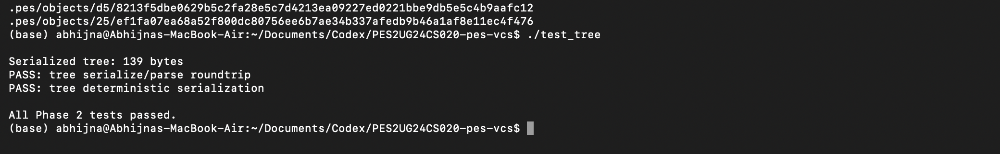 .pes/objects/d5/8213f5dbe0629b5c2fa28e5c7d4213ea09227ed0221bbe9db5e5c4b9aafc12
.pes/objects/25/ef1fa07ea68a52f800dc80756ee6b7ae34b337afedb9b46a1af8e11ec4f476
(base) abhijna@Abhijnas-MacBook-Air:~/Documents/Codex/PES2UG24CS020-pes-vcs$ ./test_tree
Serialized tree: 139 bytes
PASS: tree serialize/parse roundtrip
PASS: tree deterministic serialization
All Phase 2 tests passed.
(base) abhijna@Abhijnas-MacBook-Air:~/Documents/Codex/PES2UG24CS020-pes-vcs$